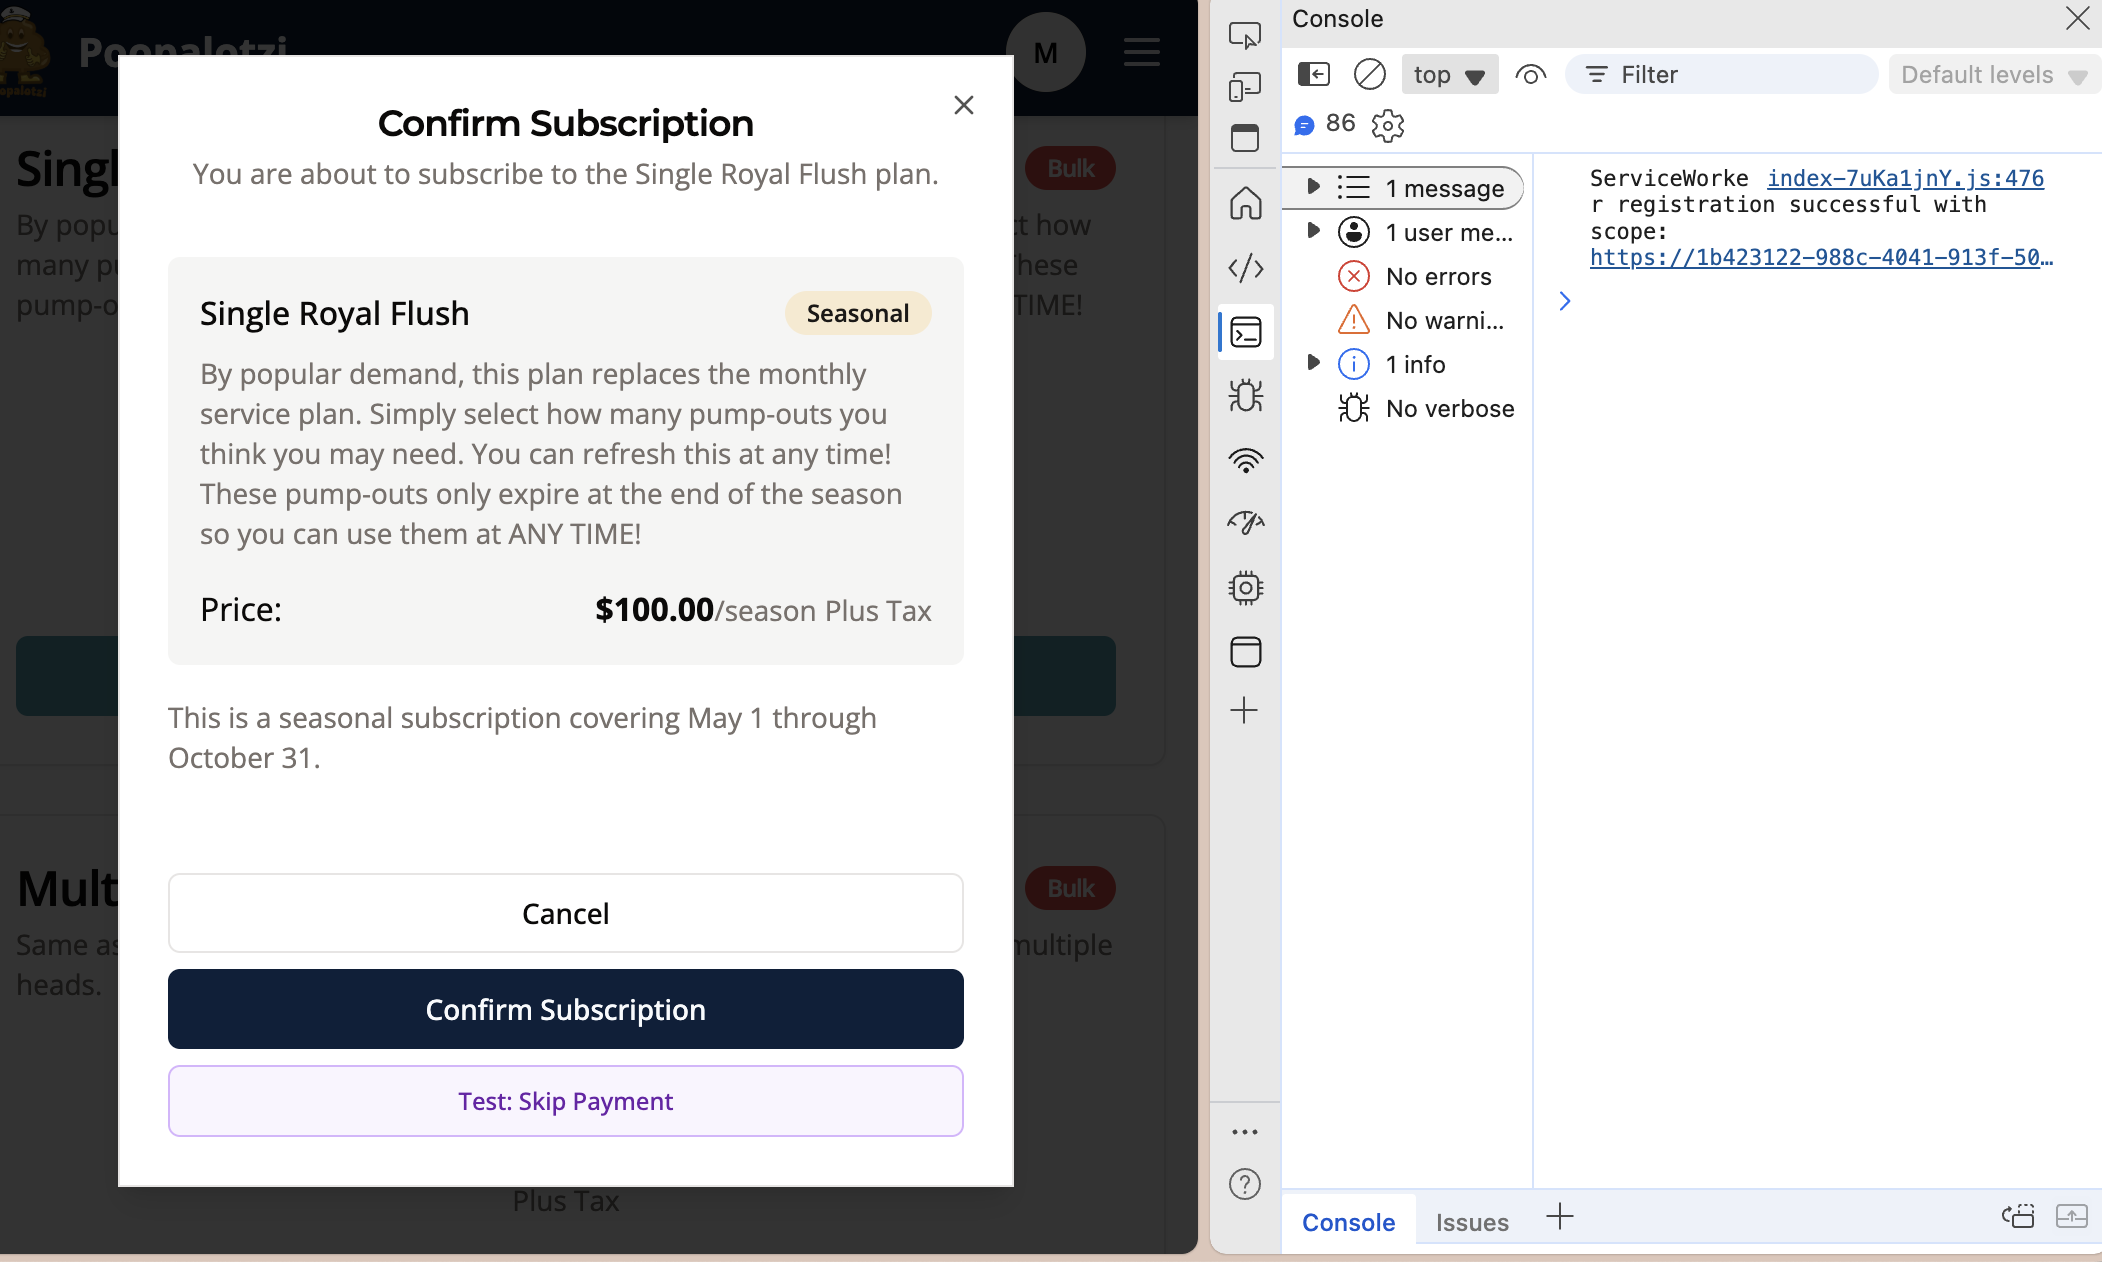 Poopalotzi
M
Confirm Subscription
You are about to subscribe to the Single Royal Flush plan.
Single Royal Flush
Seasonal
By popular demand, this plan replaces the monthly
service plan. Simply select how many pump-outs you
think you may need. You can refresh this at any time!
These pump-outs only expire at the end of the season
so you can use them at ANY TIME!
Price:
$100.00/season Plus Tax
This is a seasonal subscription covering May 1 through
October 31.
Cancel
Confirm Subscription
Test: Skip Payment
Bulk
By popu
ct how
many p
These
pump-o
TIME!
Mult
Bulk
Same as
multiple
heads.
Plus Tax
Console
top
Filter
Default levels
86
1 message
1 user me...
No errors
No warni...
1 info
No verbose
ServiceWorke index-7uKa1jnY.js:476
r registration successful with
scope:
https://1b423122-988c-4041-913f-50…
Console
Issues